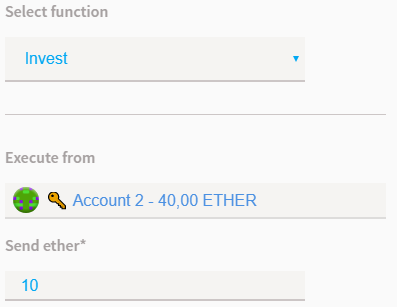 Select function
Invest
Execute from
Account 2 - 40,00 ETHER
Send ether*
10